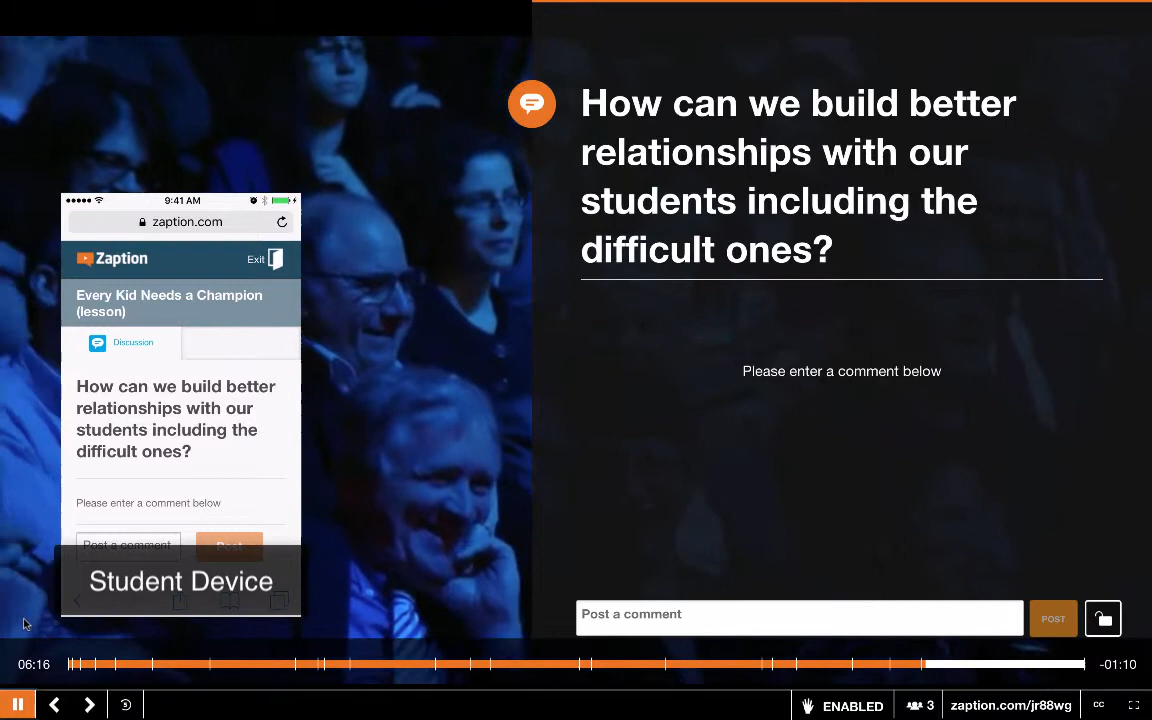 How can we build better
relationships with our
students including the
difficult ones?
Please enter a comment below
Post a comment
POST
9:41 AM
zaption.com
Zaption
Exit
Every Kid Needs a Champion
(lesson)
Discussion
How can we build better
relationships with our
students including the
difficult ones?
Please enter a comment below
Post a comment
Post
Student Device
06:16
-01:10
5
ENABLED
3
zaption.com/jr88wg
CC